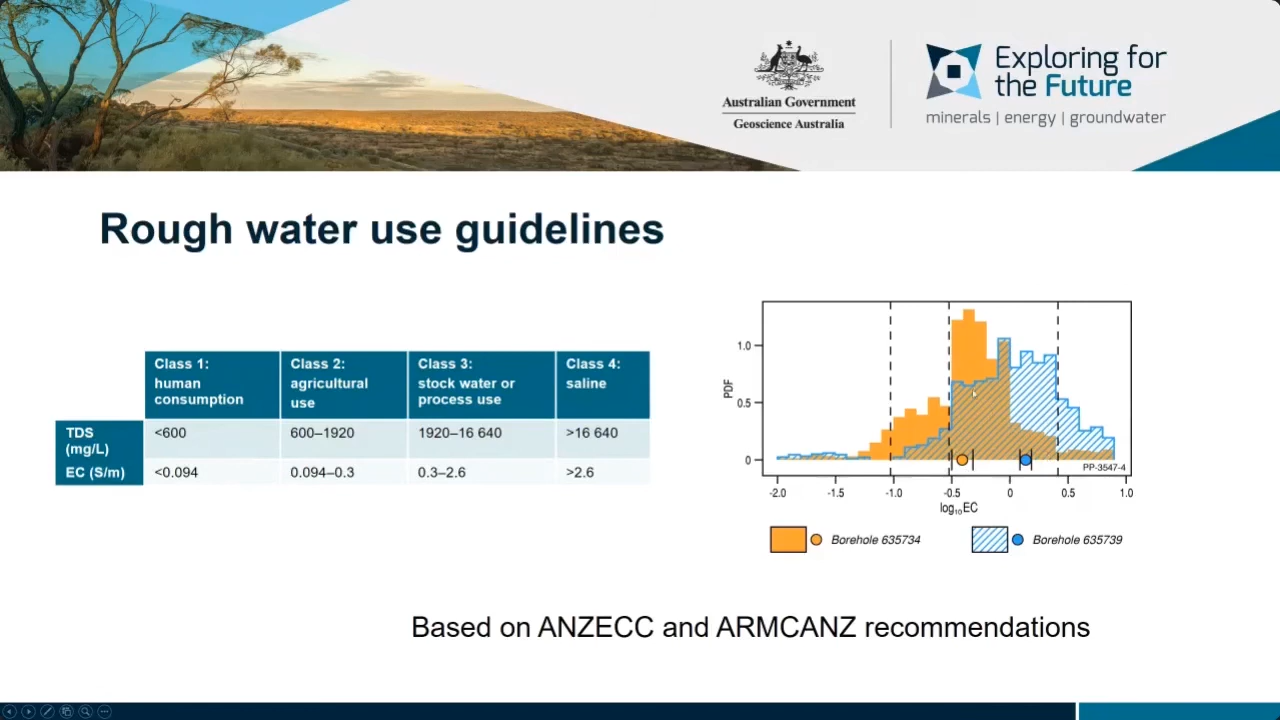 Australian Government
Geoscience Australia
Exploring for
the Future
minerals | energy | groundwater
Rough water use guidelines
Class 1:
human
consumption
Class 2:
agricultural
use
Class 3:
stock water or
process use
Class 4:
saline
TDS
(mg/L)
<600
600–1920
1920–16 640
>16 640
EC (S/m)
<0.094
0.094–0.3
0.3–2.6
>2.6
PDF
1.0
0.5
0
PP-3547-4
-2.0
-1.5
-1.0
-0.5
0
0.5
1.0
log₁₀EC
Borehole 635734
Borehole 635739
Based on ANZECC and ARMCANZ recommendations